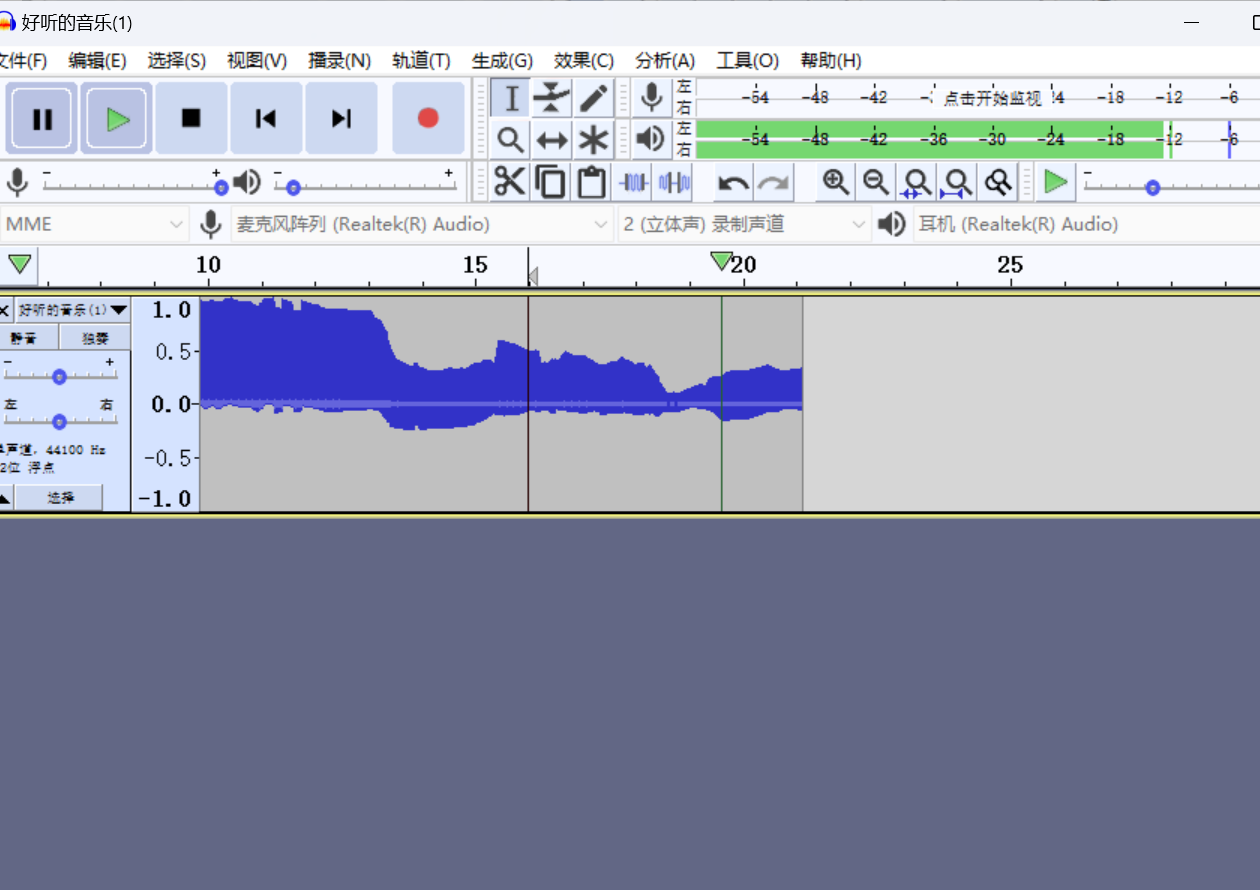 好听的音乐(1)
文件(F) 编辑(E) 选择(S) 视图(V) 播录(N) 轨道(T) 生成(G) 效果(C) 分析(A) 工具(O) 帮助(H)
左
右
-54 -48 -42 点击开始监视 -18 -12 -6
左
右
-54 -48 -42 -36 -30 -24 -18 -12 -6
- + - + -
MME 麦克风阵列 (Realtek(R) Audio) 2 (立体声) 录制声道 耳机 (Realtek(R) Audio)
10 15 20 25
好听的音乐(1)
静音 独奏
- +
左 右
声道, 44100 Hz
2位 浮点
选择
1.0
0.5
0.0
-0.5
-1.0